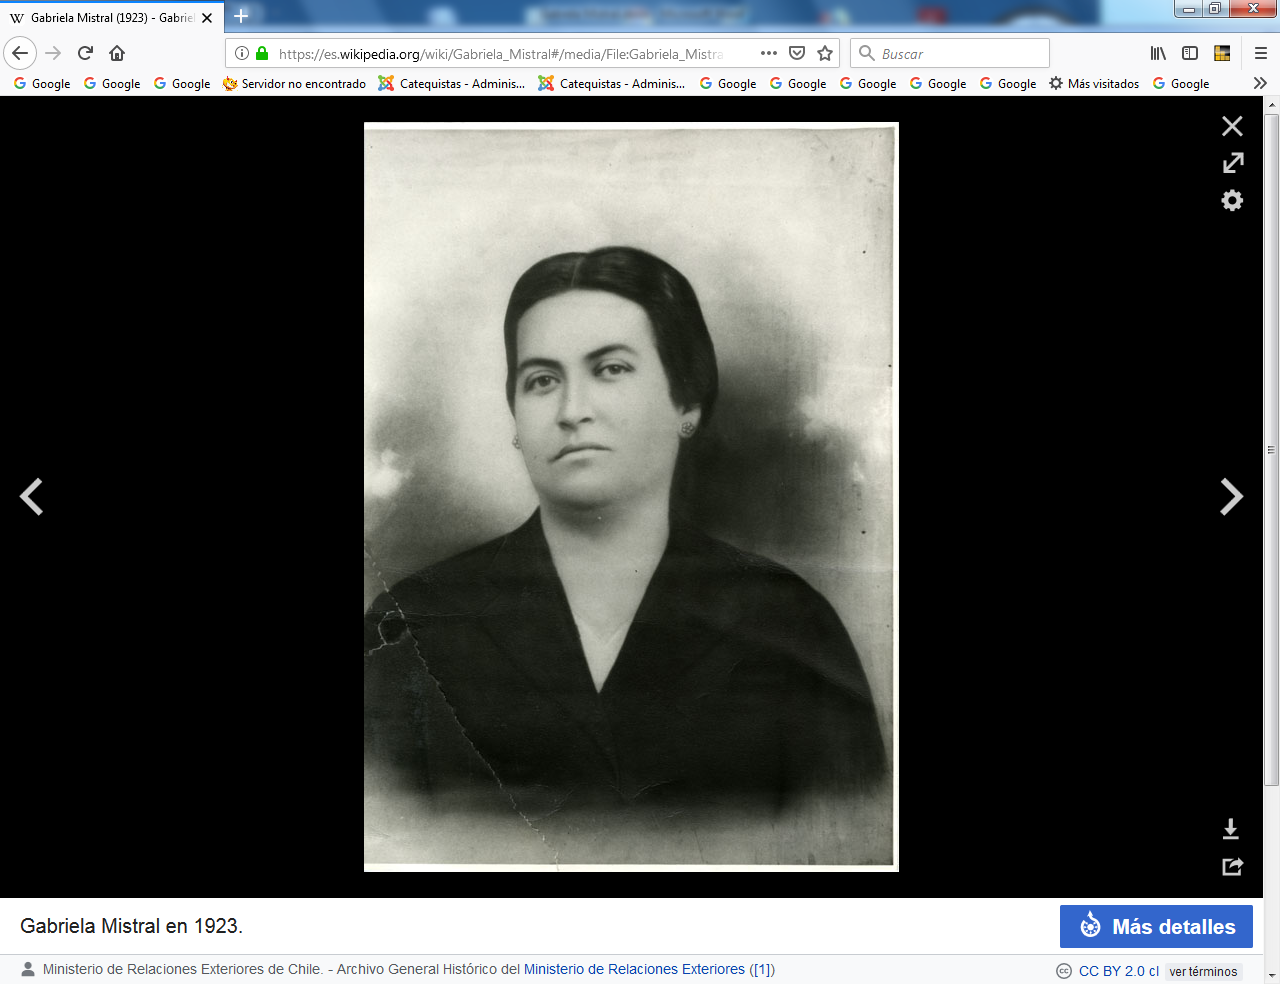 Gabriela Mistral (1923) - Gabriel
https://es.wikipedia.org/wiki/Gabriela_Mistral#/media/File:Gabriela_Mistra
Buscar
Google Google Google Servidor no encontrado Catequistas - Adminis... Catequistas - Adminis... Google Google Google Google Google Más visitados Google
Gabriela Mistral en 1923.
Más detalles
Ministerio de Relaciones Exteriores de Chile. - Archivo General Histórico del Ministerio de Relaciones Exteriores ([1])
CC BY 2.0 cl ver términos